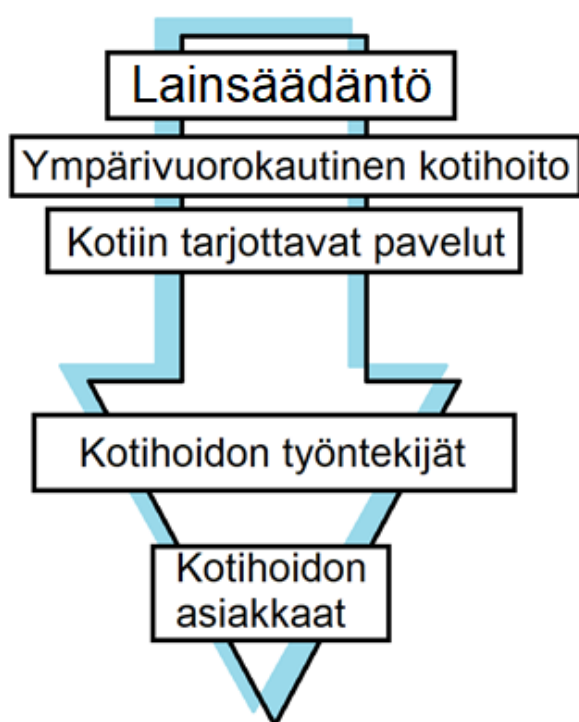 Lainsäädäntö
Ympärivuorokautinen kotihoito
Kotiin tarjottavat pavelut
Kotihoidon työntekijät
Kotihoidon
asiakkaat